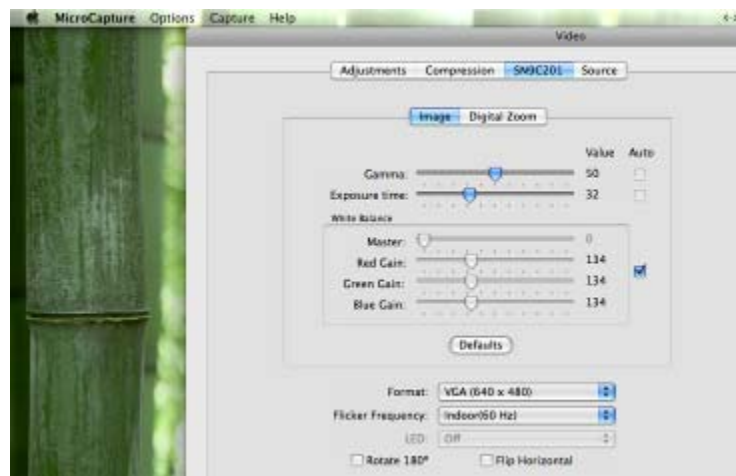 MicroCapture Options Capture Help
Video
Adjustments Compression SN9C201 Source
Image Digital Zoom
Value Auto
Gamma: 50
Exposure time: 32
White Balance
Master: 0
Red Gain: 134
Green Gain: 134
Blue Gain: 134
Defaults
Format: VGA (640 x 480)
Flicker Frequency: Indoor(60 Hz)
LED: Off
Rotate 180° Flip Horizontal